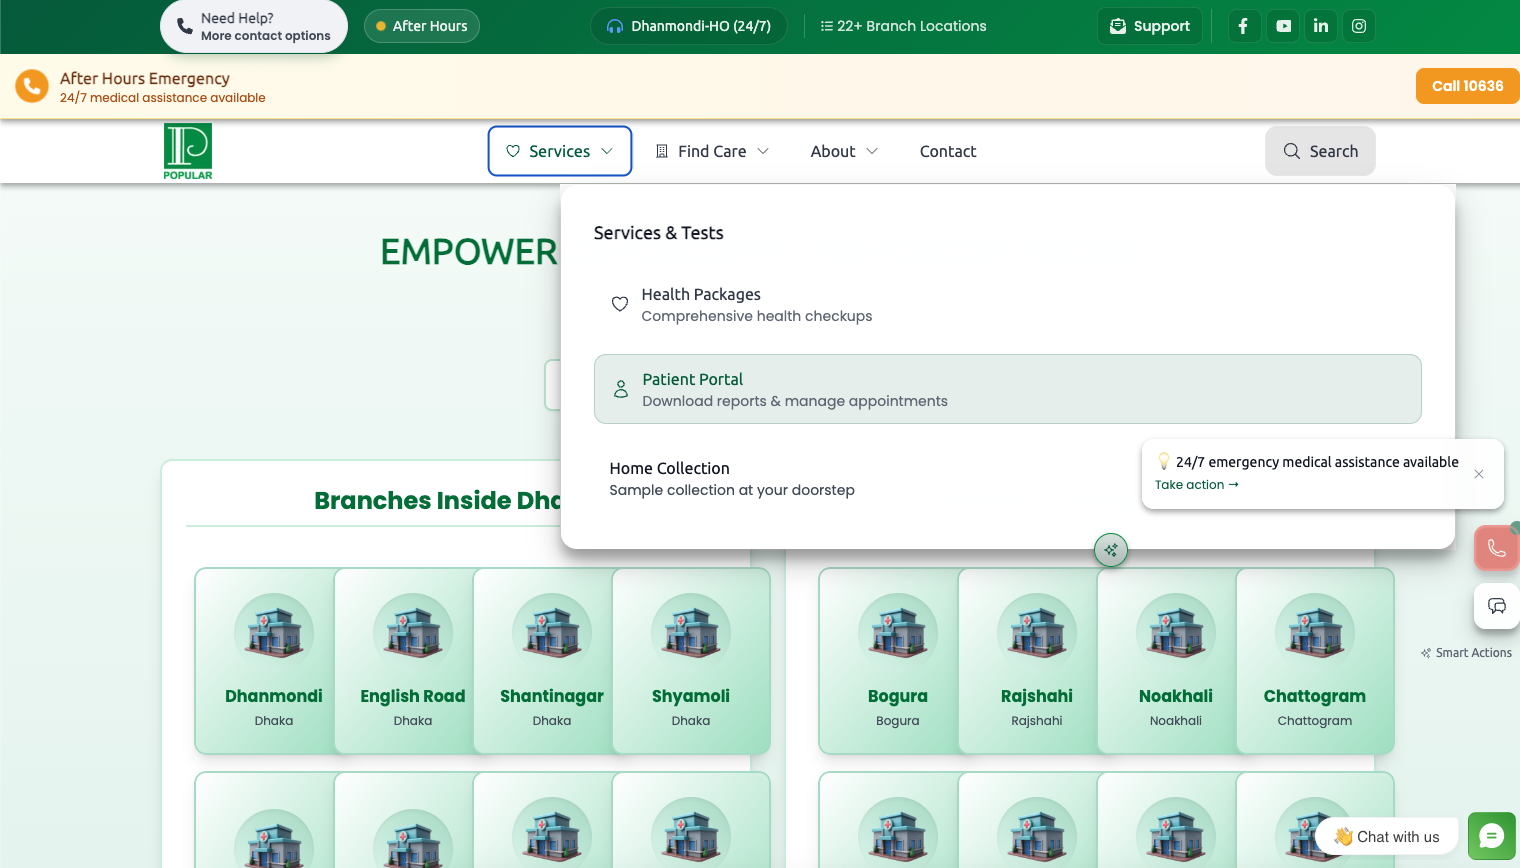 Need Help?
More contact options
After Hours
Dhanmondi-HO (24/7)
22+ Branch Locations
Support
After Hours Emergency
24/7 medical assistance available
Call 10636
POPULAR
Services
Find Care
About
Contact
Search
EMPOWER
Services & Tests
Health Packages
Comprehensive health checkups
Patient Portal
Download reports & manage appointments
Home Collection
Sample collection at your doorstep
24/7 emergency medical assistance available
Take action →
Branches Inside Dha
Smart Actions
Dhanmondi
Dhaka
English Road
Dhaka
Shantinagar
Dhaka
Shyamoli
Dhaka
Bogura
Bogura
Rajshahi
Rajshahi
Noakhali
Noakhali
Chattogram
Chattogram
👋 Chat with us